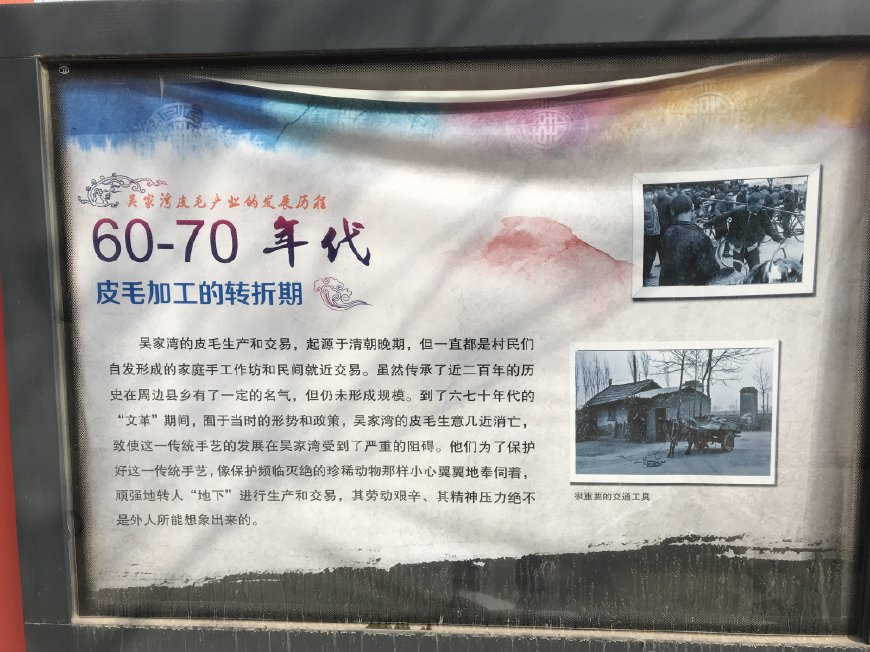 吴家湾皮毛产业的发展历程
60-70 年代
皮毛加工的转折期
吴家湾的皮毛生产和交易，起源于清朝晚期，但一直都是村民们
自发形成的家庭手工作坊和民间就近交易。虽然传承了近二百年的历
史在周边县乡有了一定的名气，但仍未形成规模。到了六七十年代的
“文革”期间，囿于当时的形势和政策，吴家湾的皮毛生意几近消亡，
致使这一传统手艺的发展在吴家湾受到了严重的阻碍。他们为了保护
好这一传统手艺，像保护频临灭绝的珍稀动物那样小心翼翼地奉伺着，
顽强地转人“地下”进行生产和交易，其劳动艰辛、其精神压力绝不
是外人所能想象出来的。
很重要的交通工具